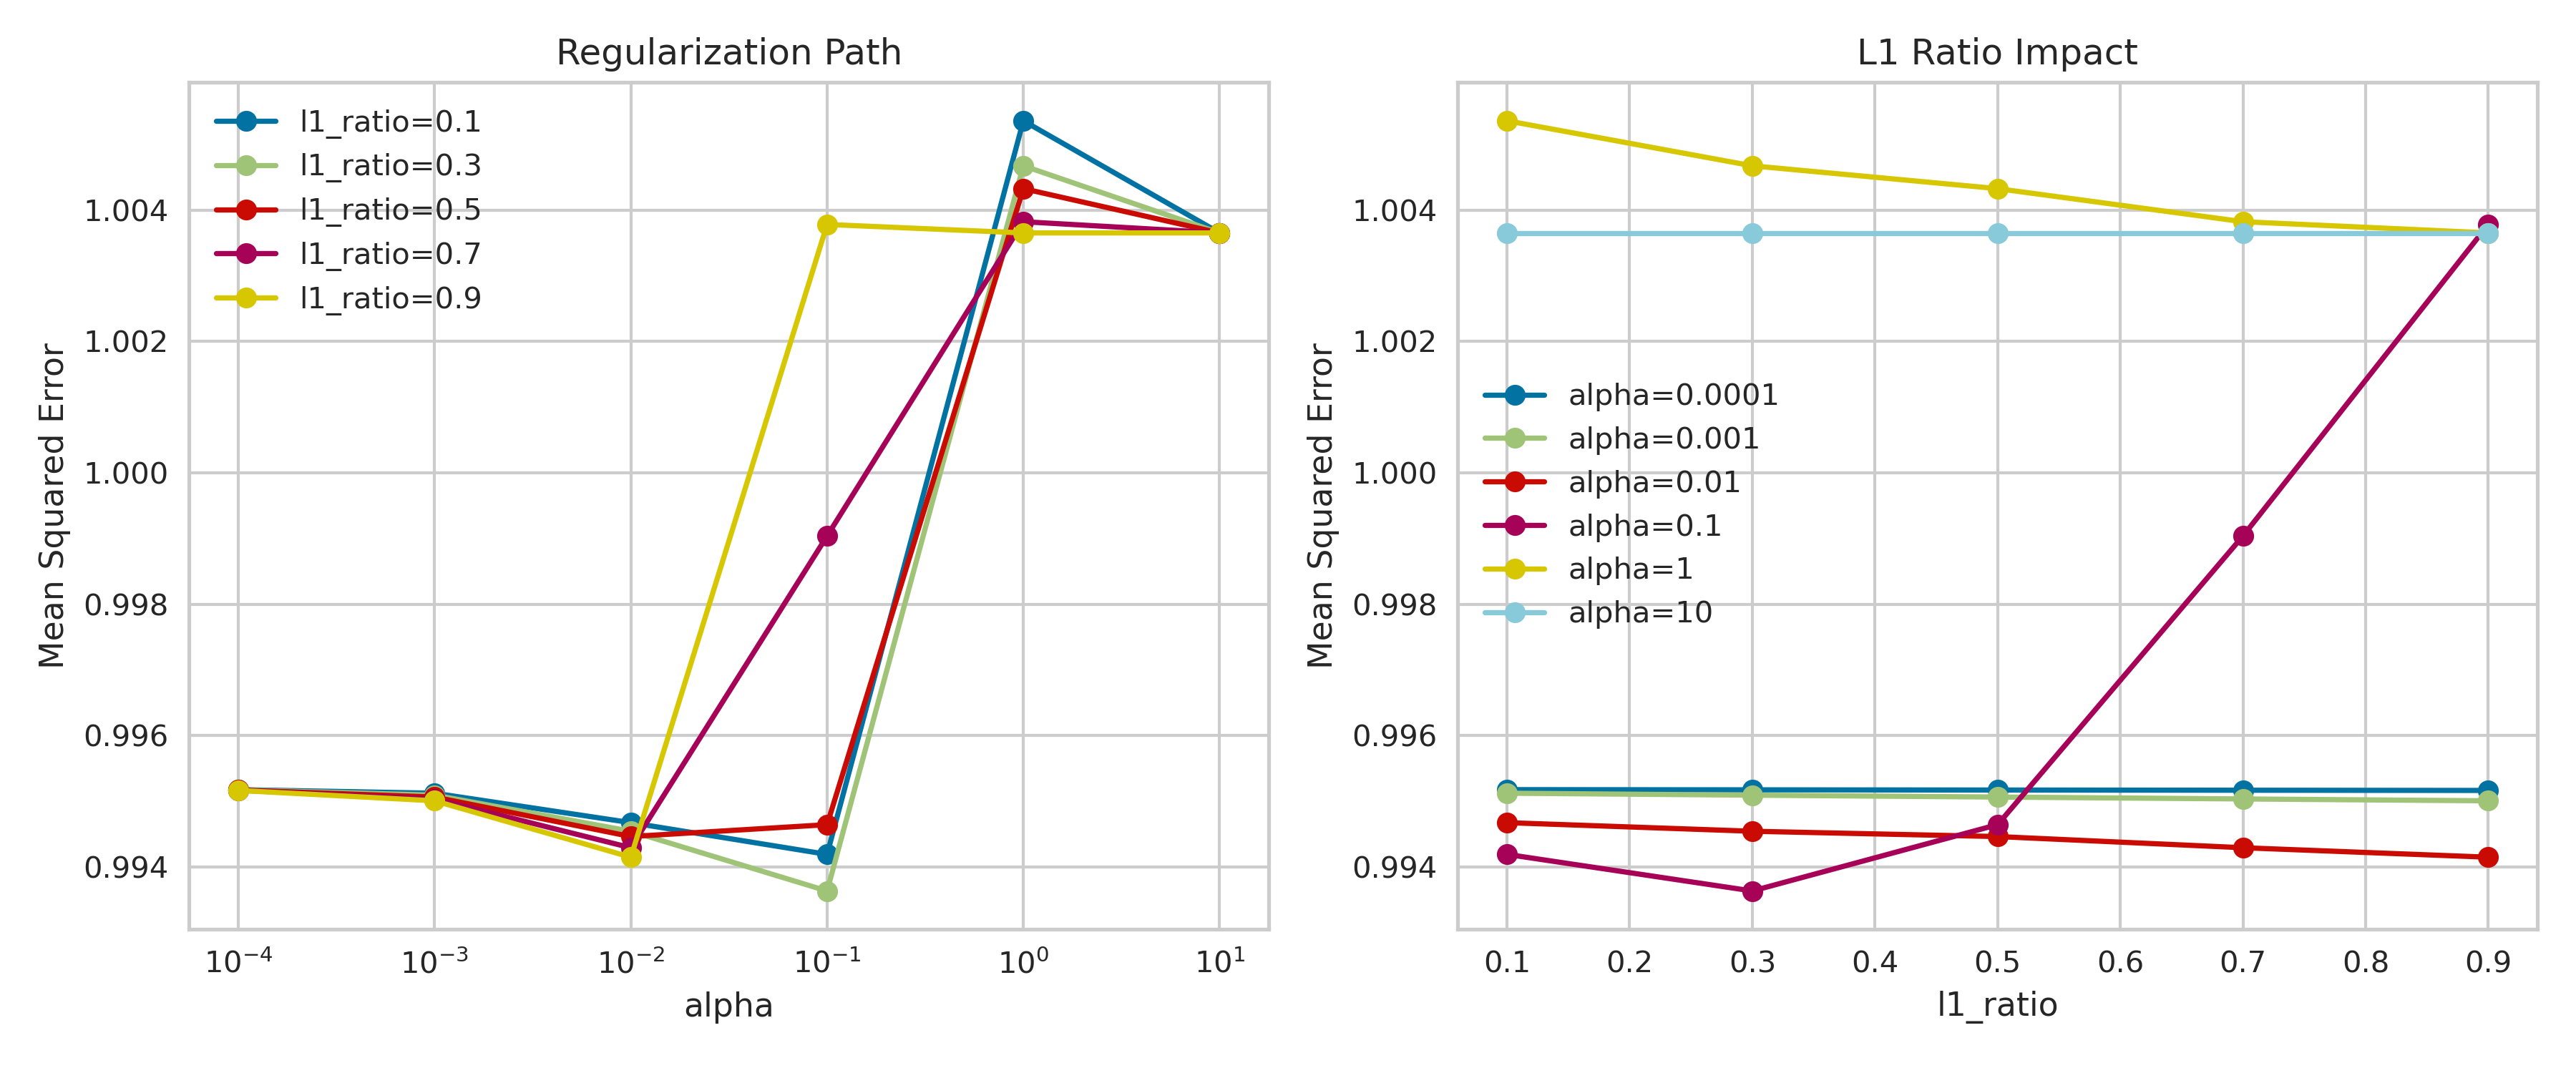 Regularization Path
l1_ratio=0.1
l1_ratio=0.3
l1_ratio=0.5
l1_ratio=0.7
l1_ratio=0.9
Mean Squared Error
1.004
1.002
1.000
0.998
0.996
0.994
10⁻⁴ 10⁻³ 10⁻² 10⁻¹ 10⁰ 10¹
alpha
L1 Ratio Impact
Mean Squared Error
1.004
1.002
1.000
0.998
0.996
0.994
alpha=0.0001
alpha=0.001
alpha=0.01
alpha=0.1
alpha=1
alpha=10
0.1 0.2 0.3 0.4 0.5 0.6 0.7 0.8 0.9
l1_ratio